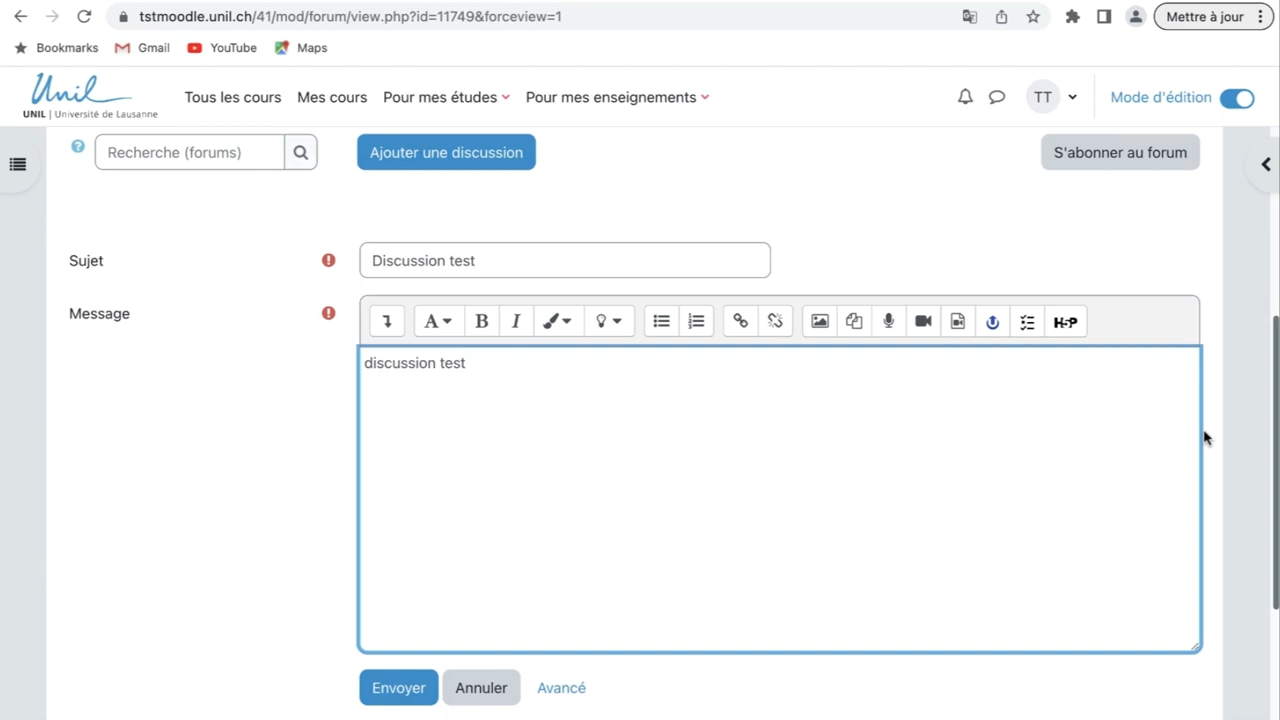 tstmoodle.unil.ch/41/mod/forum/view.php?id=11749&forceview=1
Mettre à jour
Bookmarks
Gmail
YouTube
Maps
Unil
UNIL | Université de Lausanne
Tous les cours
Mes cours
Pour mes études
Pour mes enseignements
TT
Mode d'édition
Recherche (forums)
Ajouter une discussion
S'abonner au forum
Sujet
Discussion test
Message
A
B
I
H5P
discussion test
Envoyer
Annuler
Avancé